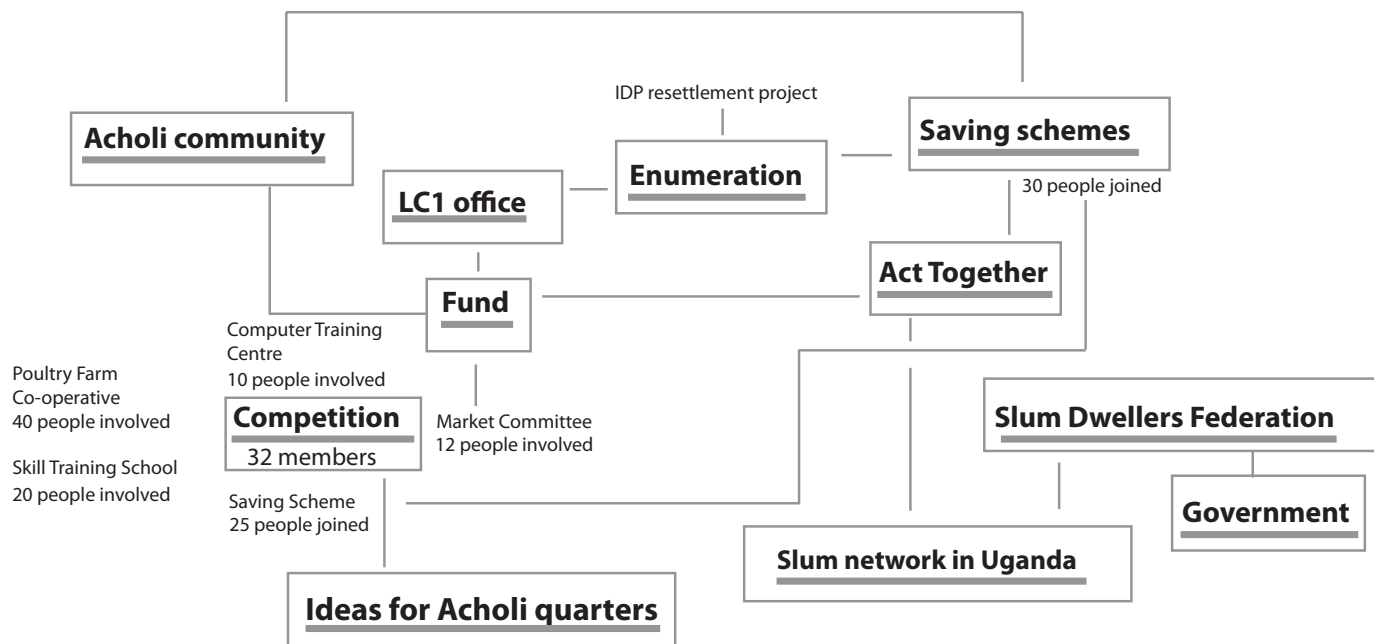 IDP resettlement project
Acholi community
Saving schemes
30 people joined
Enumeration
LC1 office
Act Together
Fund
Computer Training
Centre
10 people involved
Poultry Farm
Co-operative
40 people involved
Competition
32 members
Market Committee
12 people involved
Slum Dwellers Federation
Skill Training School
20 people involved
Saving Scheme
25 people joined
Government
Slum network in Uganda
Ideas for Acholi quarters